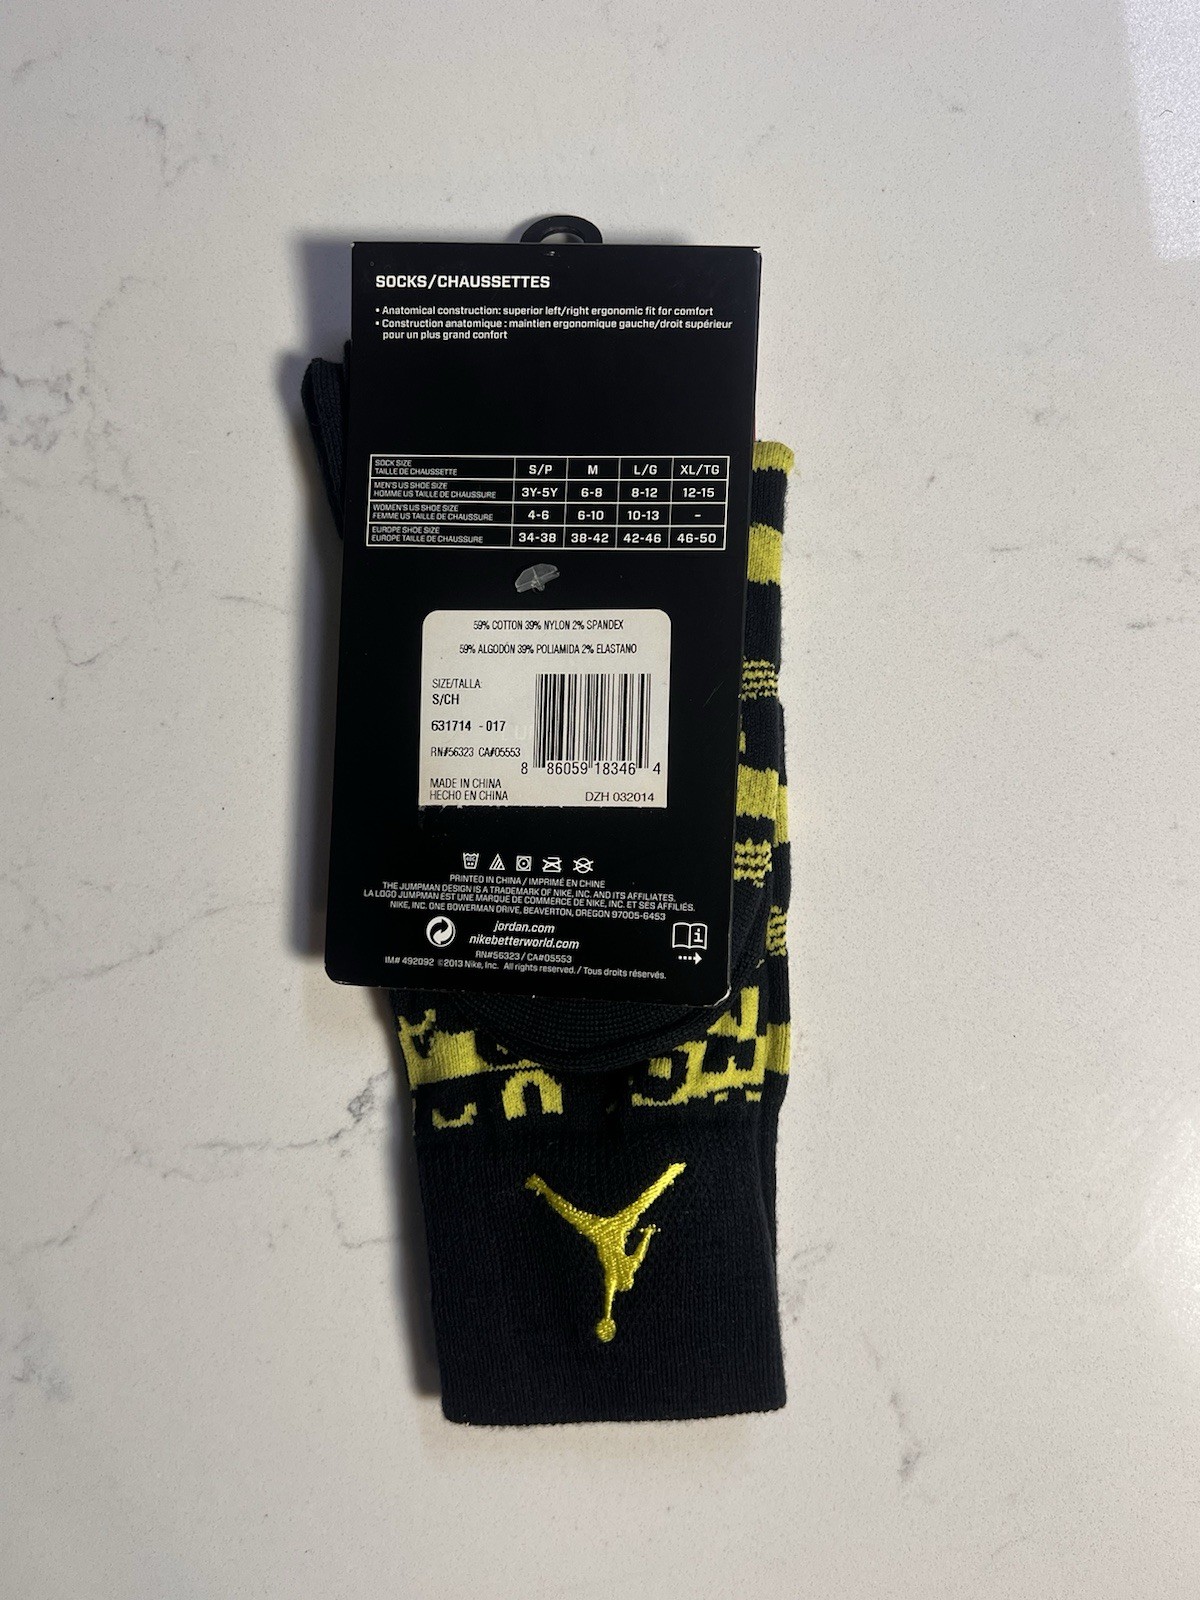 SOCKS/CHAUSSETTES
• Anatomical construction: superior left/right ergonomic fit for comfort
• Construction anatomique : maintien ergonomique gauche/droit supérieur
pour un plus grand confort
SOCK SIZE
TAILLE DE CHAUSSETTE
S/P M L/G XL/TG
MEN'S US SHOE SIZE
HOMME US TAILLE DE CHAUSSURE
3Y-5Y 6-8 8-12 12-15
WOMEN'S US SHOE SIZE
FEMME US TAILLE DE CHAUSSURE
4-6 6-10 10-13 –
EUROPE SHOE SIZE
EUROPE TAILLE DE CHAUSSURE
34-38 38-42 42-46 46-50
59% COTTON 39% NYLON 2% SPANDEX
59% ALGODÓN 39% POLIAMIDA 2% ELASTANO
SIZE/TALLA:
S/CH
631714 - 017
RN#56323 CA#05553
8 86059 18346 4
MADE IN CHINA
HECHO EN CHINA
DZH 032014
PRINTED IN CHINA / IMPRIMÉ EN CHINE
THE JUMPMAN DESIGN IS A TRADEMARK OF NIKE, INC. AND ITS AFFILIATES.
LA LOGO JUMPMAN EST UNE MARQUE DE COMMERCE DE NIKE, INC. ET SES AFFILIÉS.
NIKE, INC. ONE BOWERMAN DRIVE, BEAVERTON, OREGON 97005-6453
jordan.com
nikebetterworld.com
RN#56323 / CA#05553
IM# 492092 ©2013 Nike, Inc. All rights reserved. / Tous droits réservés.